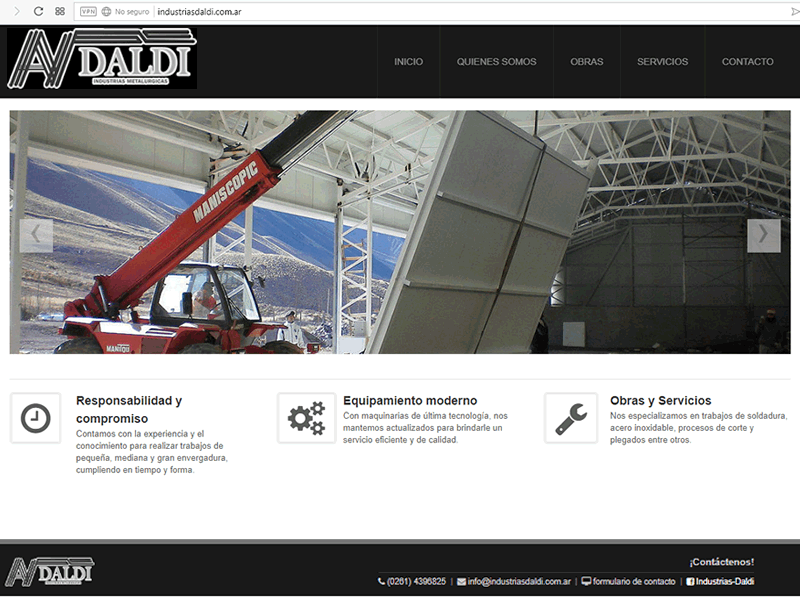 VPN No seguro industriasdaldi.com.ar
DALDI
INDUSTRIAS METALURGICAS
INICIO QUIENES SOMOS OBRAS SERVICIOS CONTACTO
MANISCOPIC
MANITOU
Responsabilidad y
compromiso
Contamos con la experiencia y el
conocimiento para realizar trabajos de
pequeña, mediana y gran envergadura,
cumpliendo en tiempo y forma.
Equipamiento moderno
Con maquinarias de última tecnología, nos
mantemos actualizados para brindarle un
servicio eficiente y de calidad.
Obras y Servicios
Nos especializamos en trabajos de soldadura,
acero inoxidable, procesos de corte y
plegados entre otros.
DALDI
¡Contáctenos!
(0261) 4396825 | info@industriasdaldi.com.ar | formulario de contacto | Industrias-Daldi